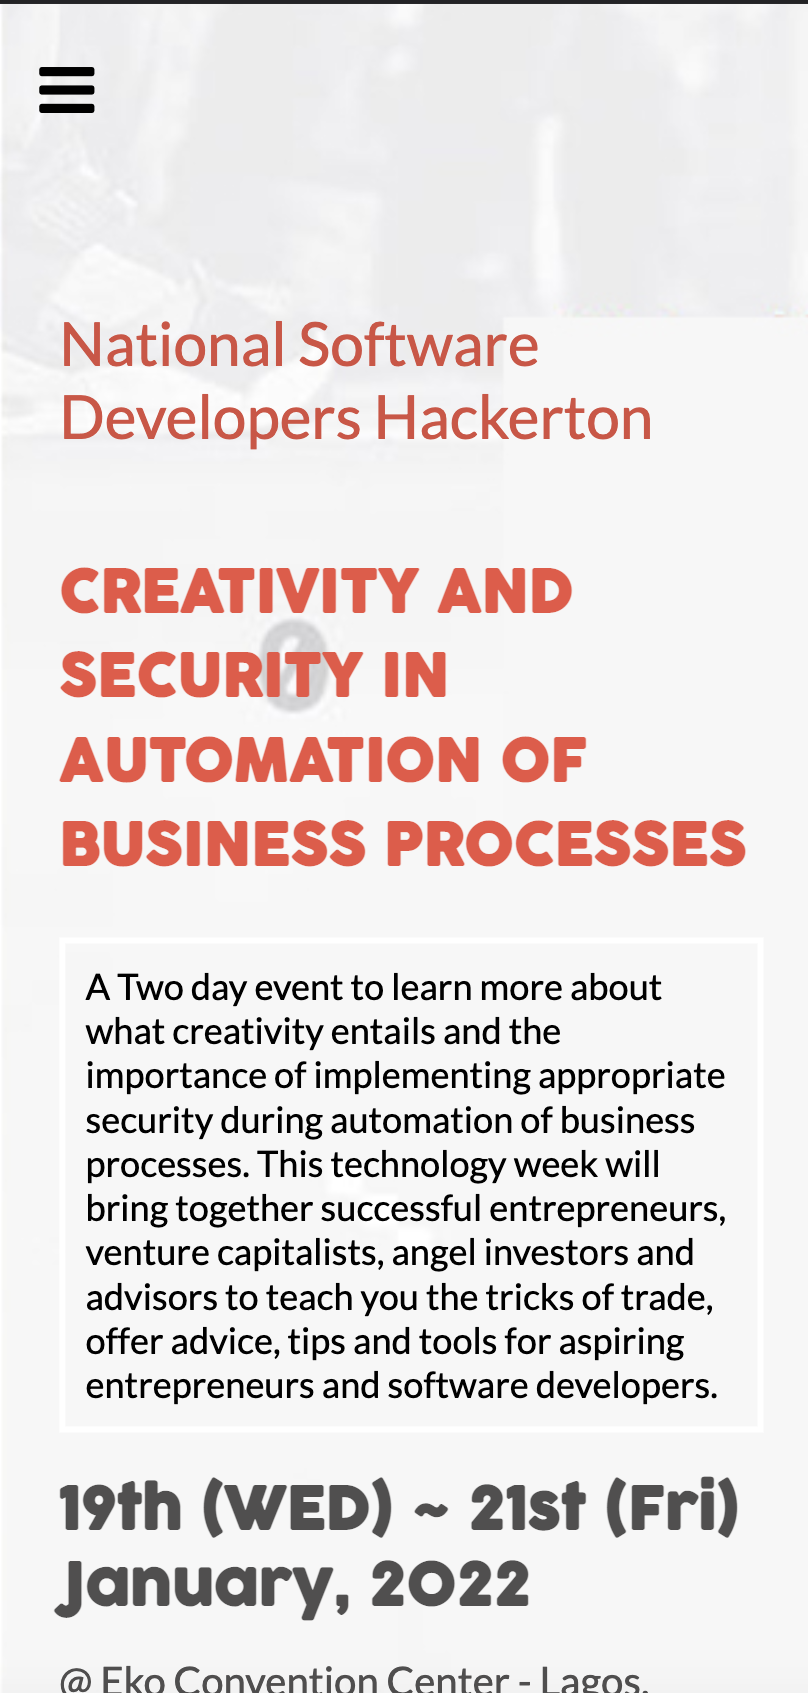 National Software
Developers Hackerton
CREATIVITY AND
SECURITY IN
AUTOMATION OF
BUSINESS PROCESSES
A Two day event to learn more about
what creativity entails and the
importance of implementing appropriate
security during automation of business
processes. This technology week will
bring together successful entrepreneurs,
venture capitalists, angel investors and
advisors to teach you the tricks of trade,
offer advice, tips and tools for aspiring
entrepreneurs and software developers.
19th (WED) ~ 21st (Fri)
January, 2022
@ Eko Convention Center - Lagos.